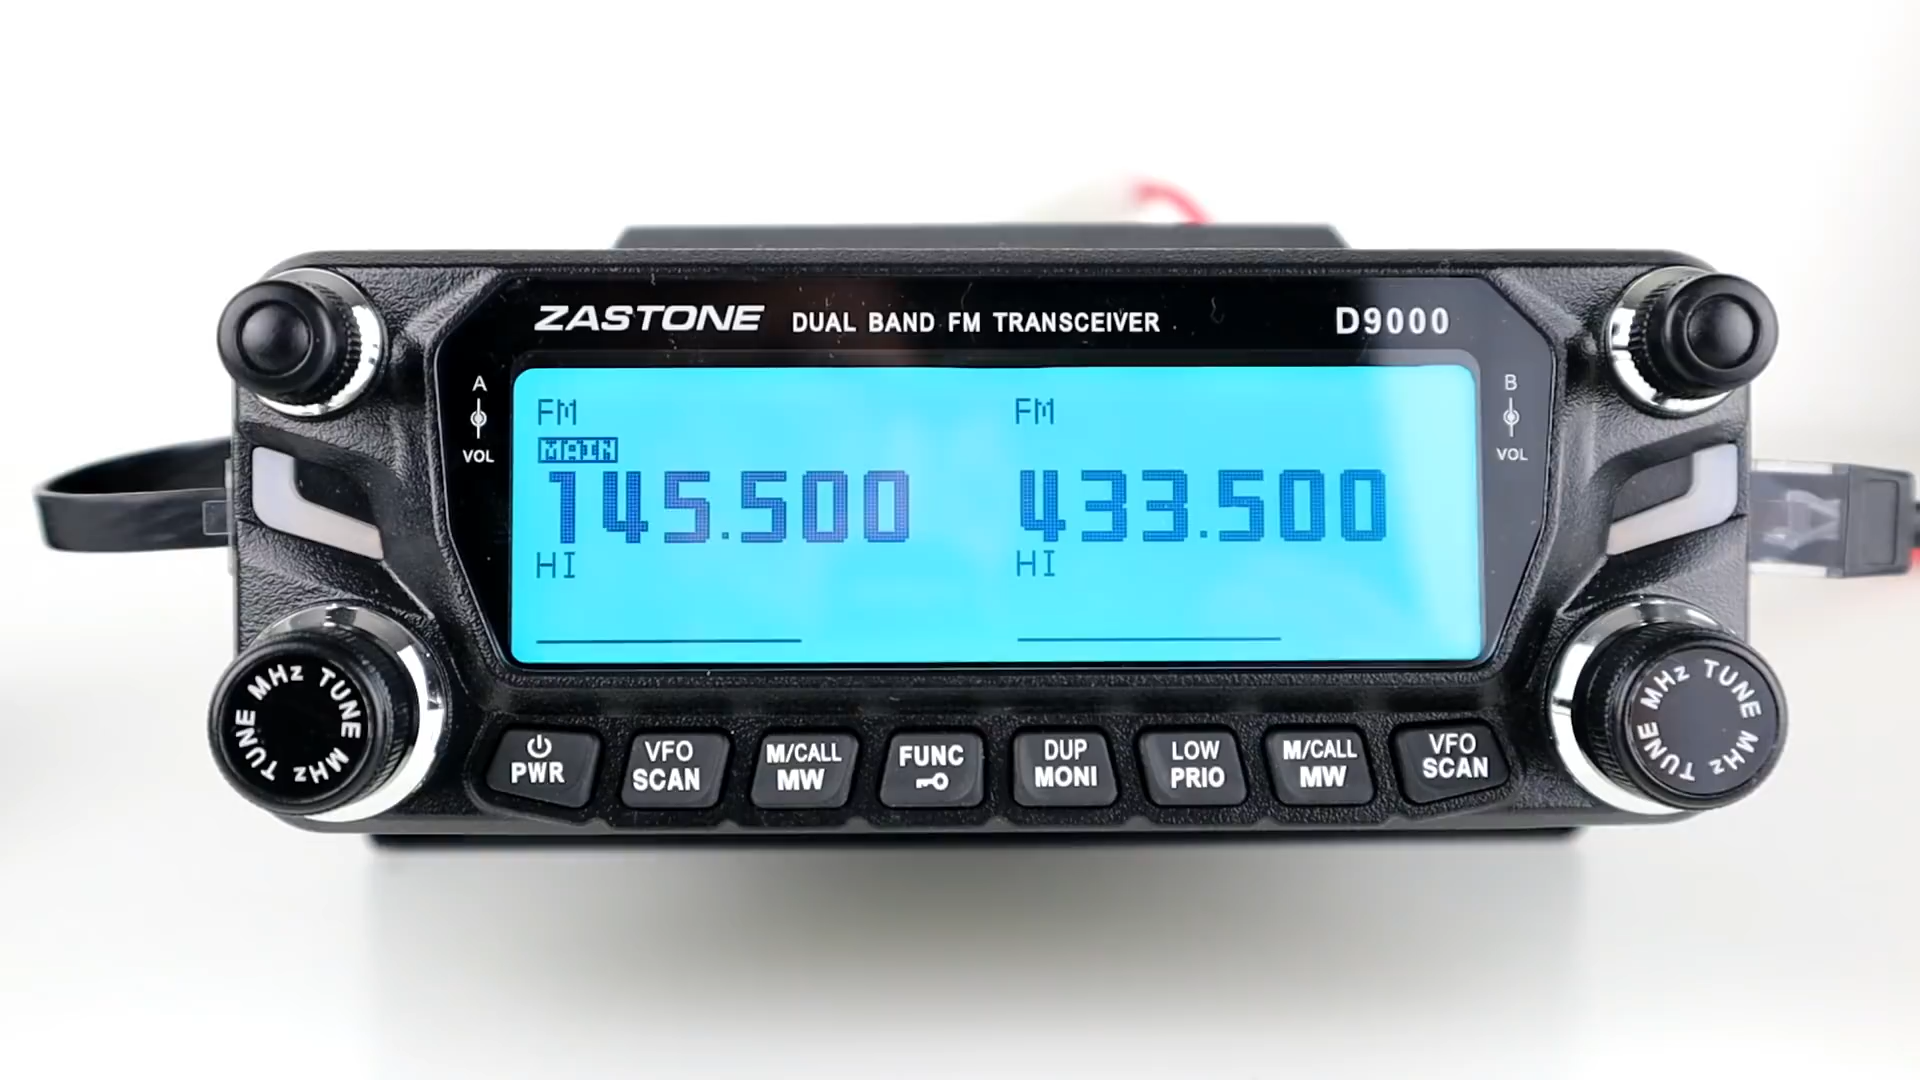 ZASTONE DUAL BAND FM TRANSCEIVER D9000
A
VOL
B
VOL
FM FM
MAIN
145.500 433.500
HI HI
TUNE MHz TUNE MHz
TUNE MHz TUNE MHz
PWR
VFO
SCAN
M/CALL
MW
FUNC
DUP
MONI
LOW
PRIO
M/CALL
MW
VFO
SCAN